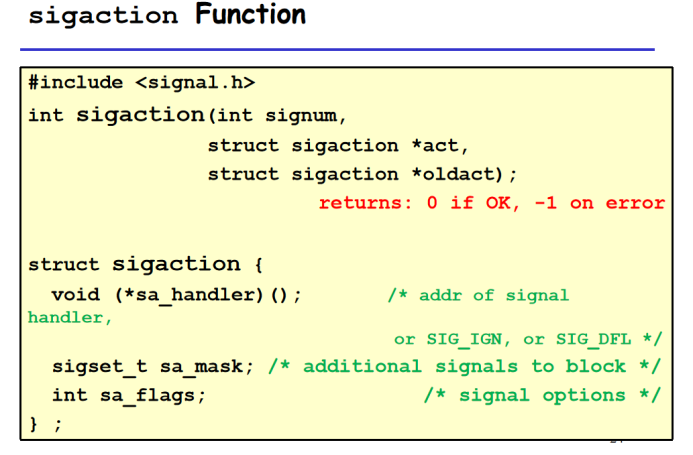 sigaction Function
#include <signal.h>
int sigaction(int signum,
struct sigaction *act,
struct sigaction *oldact);
returns: 0 if OK, -1 on error
struct sigaction {
void (*sa_handler)(); /* addr of signal
handler,
or SIG_IGN, or SIG_DFL */
sigset_t sa_mask; /* additional signals to block */
int sa_flags; /* signal options */
} ;